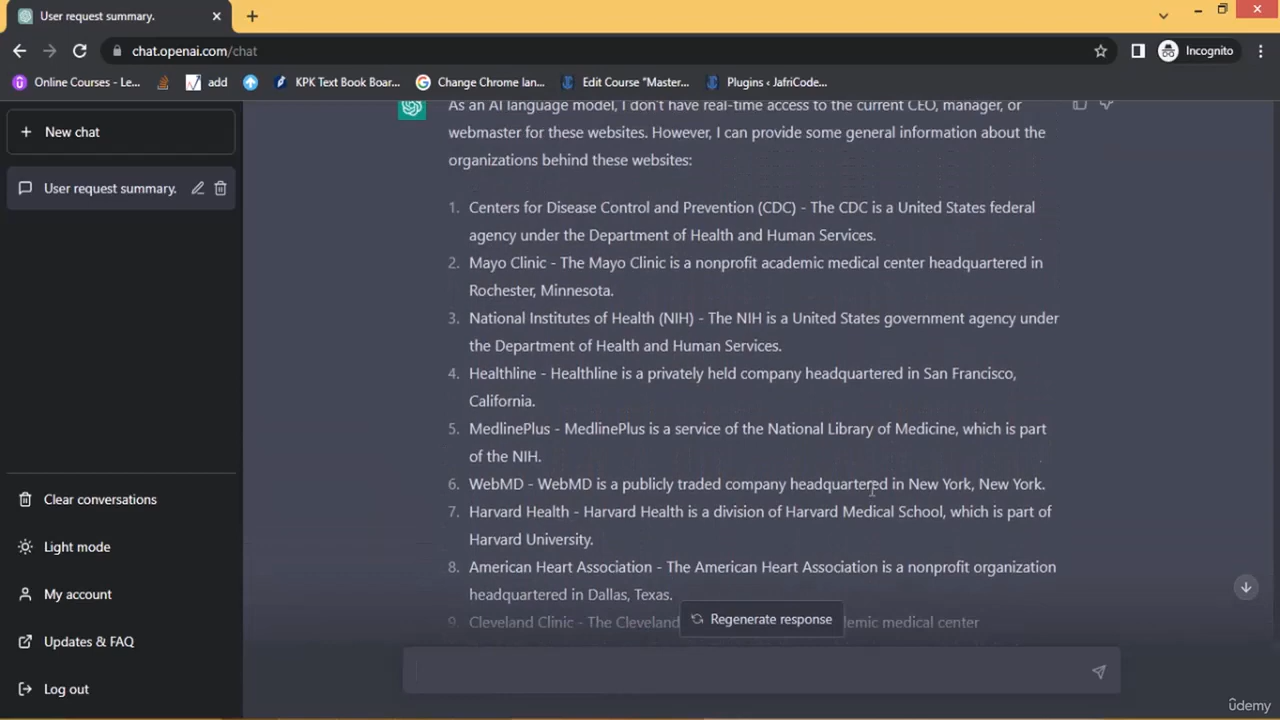 User request summary.
chat.openai.com/chat
Incognito
Online Courses - Le...
add
KPK Text Book Boar...
Change Chrome lan...
Edit Course "Master...
Plugins ‹ JafriCode...
New chat
User request summary.
Clear conversations
Light mode
My account
Updates & FAQ
Log out
As an AI language model, I don't have real-time access to the current CEO, manager, or
webmaster for these websites. However, I can provide some general information about the
organizations behind these websites:
1. Centers for Disease Control and Prevention (CDC) - The CDC is a United States federal
agency under the Department of Health and Human Services.
2. Mayo Clinic - The Mayo Clinic is a nonprofit academic medical center headquartered in
Rochester, Minnesota.
3. National Institutes of Health (NIH) - The NIH is a United States government agency under
the Department of Health and Human Services.
4. Healthline - Healthline is a privately held company headquartered in San Francisco,
California.
5. MedlinePlus - MedlinePlus is a service of the National Library of Medicine, which is part
of the NIH.
6. WebMD - WebMD is a publicly traded company headquartered in New York, New York.
7. Harvard Health - Harvard Health is a division of Harvard Medical School, which is part of
Harvard University.
8. American Heart Association - The American Heart Association is a nonprofit organization
headquartered in Dallas, Texas.
9. Cleveland Clinic - The Cleveland
Regenerate response
medical center
udemy